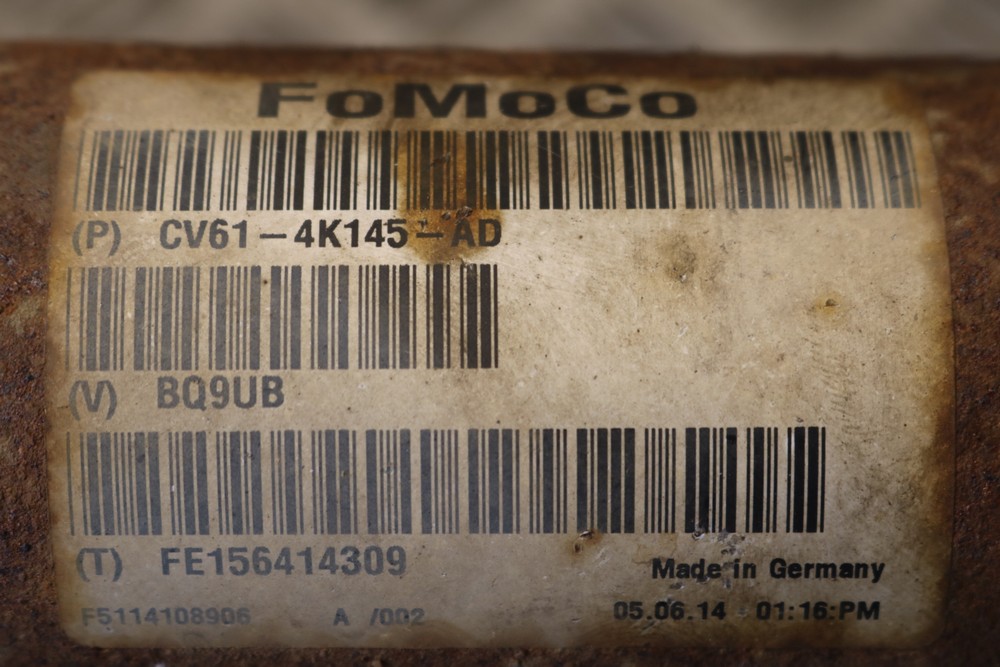 FoMoCo
(P) CV61-4K145-AD
(V) BQ9UB
(T) FE156414309
Made in Germany
F5114108906 A /002 05.06.14 01:16:PM